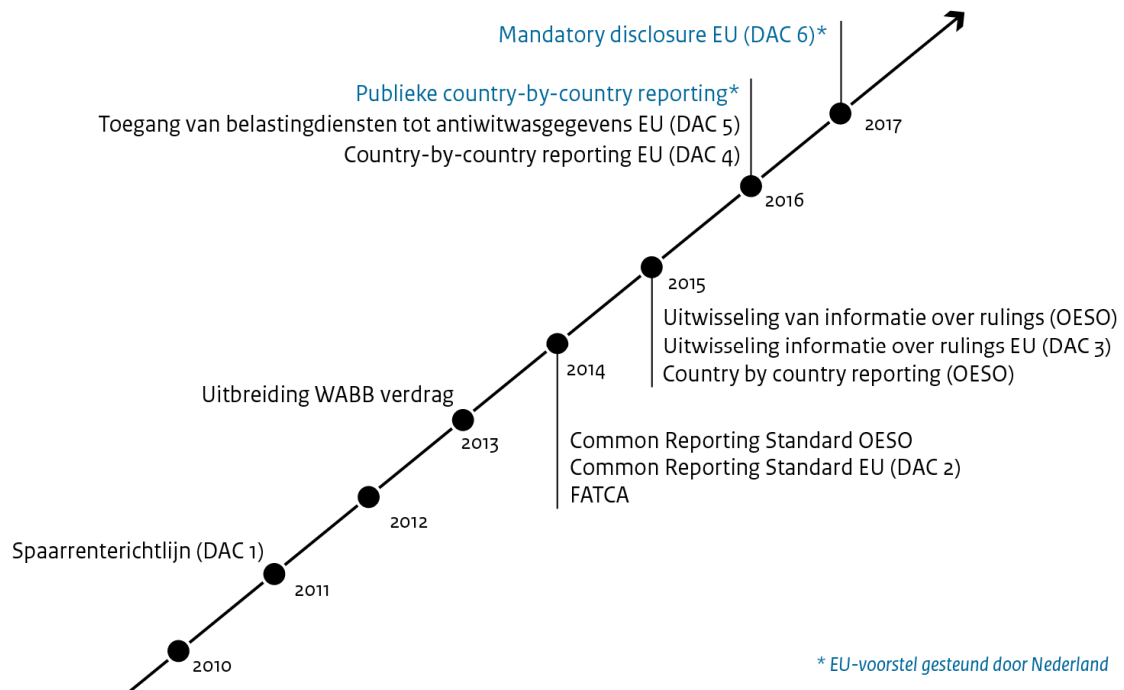 Mandatory disclosure EU (DAC 6)*
2017
Publieke country-by-country reporting*
Toegang van belastingdiensten tot antiwitwasgegevens EU (DAC 5)
Country-by-country reporting EU (DAC 4)
2016
2015
Uitwisseling van informatie over rulings (OESO)
Uitwisseling informatie over rulings EU (DAC 3)
Country by country reporting (OESO)
2014
Common Reporting Standard OESO
Common Reporting Standard EU (DAC 2)
FATCA
Uitbreiding WABB verdrag
2013
2012
Spaarrenterichtlijn (DAC 1)
2011
2010
* EU-voorstel gesteund door Nederland